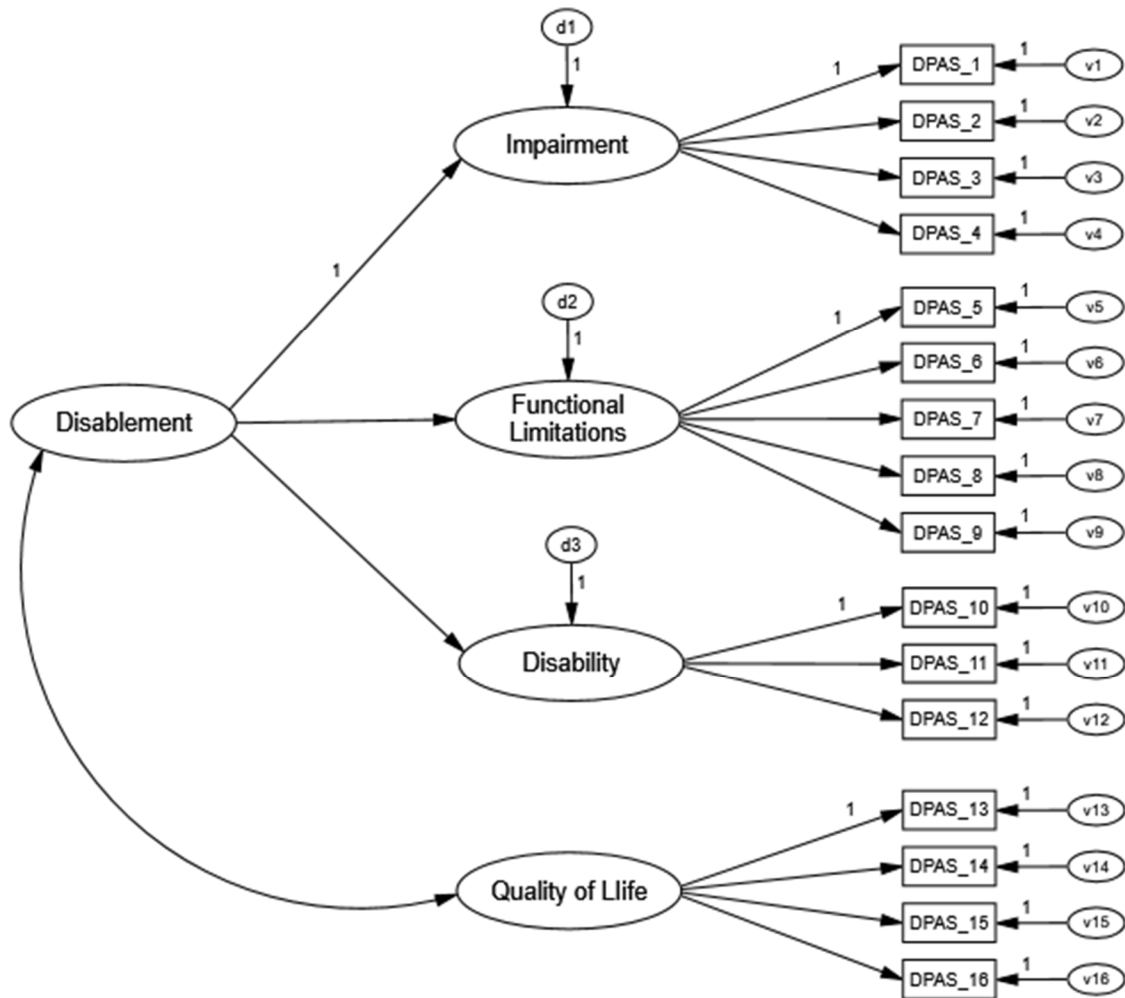 d1
1
Impairment
1
DPAS_1
1
v1
DPAS_2
1
v2
DPAS_3
1
v3
DPAS_4
1
v4
1
d2
1
Functional
Limitations
1
DPAS_5
1
v5
DPAS_6
1
v6
DPAS_7
1
v7
DPAS_8
1
v8
DPAS_9
1
v9
Disablement
d3
1
Disability
1
DPAS_10
1
v10
DPAS_11
1
v11
DPAS_12
1
v12
Quality of Llife
1
DPAS_13
1
v13
DPAS_14
1
v14
DPAS_15
1
v15
DPAS_16
1
v16